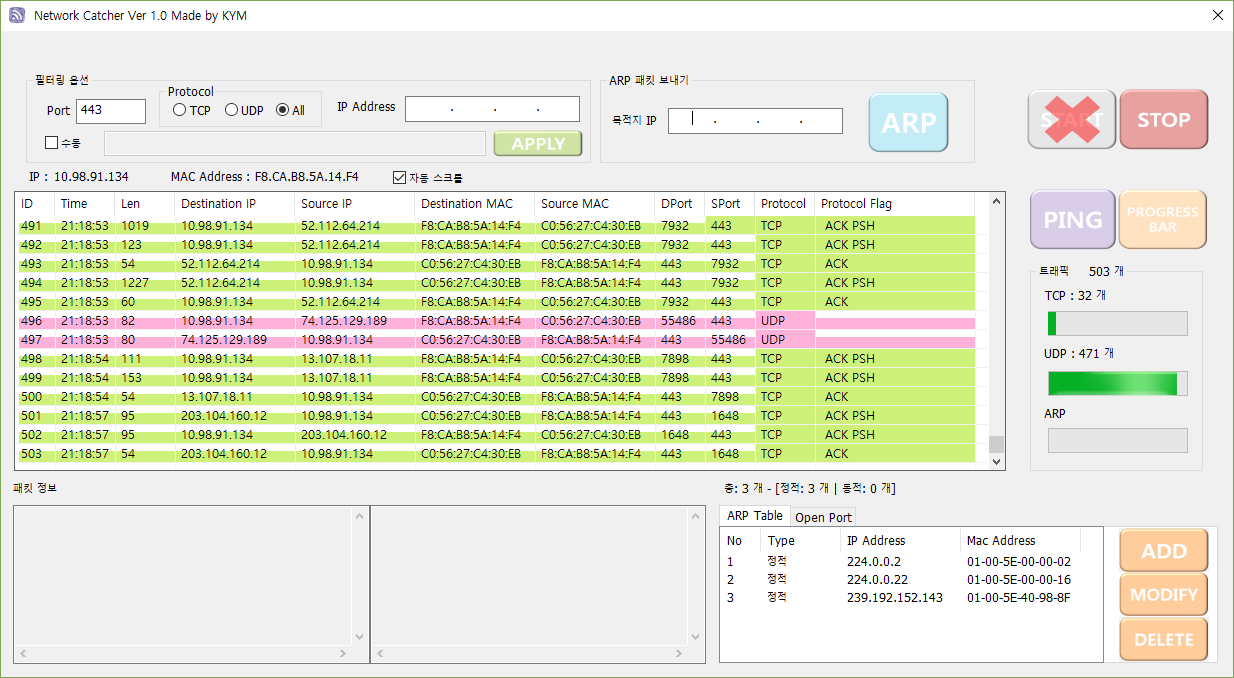 Network Catcher Ver 1.0 Made by KYM
필터링 옵션
Port 443
Protocol
TCP UDP All
IP Address . . .
수동
APPLY
ARP 패킷 보내기
목적지 IP . . .
ARP
START
STOP
IP : 10.98.91.134 MAC Address : F8.CA.B8.5A.14.F4 자동 스크롤
ID Time Len Destination IP Source IP Destination MAC Source MAC DPort SPort Protocol Protocol Flag
491 21:18:53 1019 10.98.91.134 52.112.64.214 F8:CA:B8:5A:14:F4 C0:56:27:C4:30:EB 7932 443 TCP ACK PSH
492 21:18:53 123 10.98.91.134 52.112.64.214 F8:CA:B8:5A:14:F4 C0:56:27:C4:30:EB 7932 443 TCP ACK PSH
493 21:18:53 54 52.112.64.214 10.98.91.134 C0:56:27:C4:30:EB F8:CA:B8:5A:14:F4 443 7932 TCP ACK
494 21:18:53 1227 52.112.64.214 10.98.91.134 C0:56:27:C4:30:EB F8:CA:B8:5A:14:F4 443 7932 TCP ACK PSH
495 21:18:53 60 10.98.91.134 52.112.64.214 F8:CA:B8:5A:14:F4 C0:56:27:C4:30:EB 7932 443 TCP ACK
496 21:18:53 82 10.98.91.134 74.125.129.189 F8:CA:B8:5A:14:F4 C0:56:27:C4:30:EB 55486 443 UDP
497 21:18:53 80 74.125.129.189 10.98.91.134 C0:56:27:C4:30:EB F8:CA:B8:5A:14:F4 443 55486 UDP
498 21:18:54 111 10.98.91.134 13.107.18.11 F8:CA:B8:5A:14:F4 C0:56:27:C4:30:EB 7898 443 TCP ACK PSH
499 21:18:54 153 10.98.91.134 13.107.18.11 F8:CA:B8:5A:14:F4 C0:56:27:C4:30:EB 7898 443 TCP ACK PSH
500 21:18:54 54 13.107.18.11 10.98.91.134 C0:56:27:C4:30:EB F8:CA:B8:5A:14:F4 443 7898 TCP ACK
501 21:18:57 95 203.104.160.12 10.98.91.134 C0:56:27:C4:30:EB F8:CA:B8:5A:14:F4 443 1648 TCP ACK PSH
502 21:18:57 95 10.98.91.134 203.104.160.12 F8:CA:B8:5A:14:F4 C0:56:27:C4:30:EB 1648 443 TCP ACK PSH
503 21:18:57 54 203.104.160.12 10.98.91.134 C0:56:27:C4:30:EB F8:CA:B8:5A:14:F4 443 1648 TCP ACK
PING
PROGRESS
BAR
트래픽 503 개
TCP : 32 개
UDP : 471 개
ARP
패킷 정보
총: 3 개 - [정적: 3 개 | 동적: 0 개]
ARP Table Open Port
No Type IP Address Mac Address
1 정적 224.0.0.2 01-00-5E-00-00-02
2 정적 224.0.0.22 01-00-5E-00-00-16
3 정적 239.192.152.143 01-00-5E-40-98-8F
ADD
MODIFY
DELETE